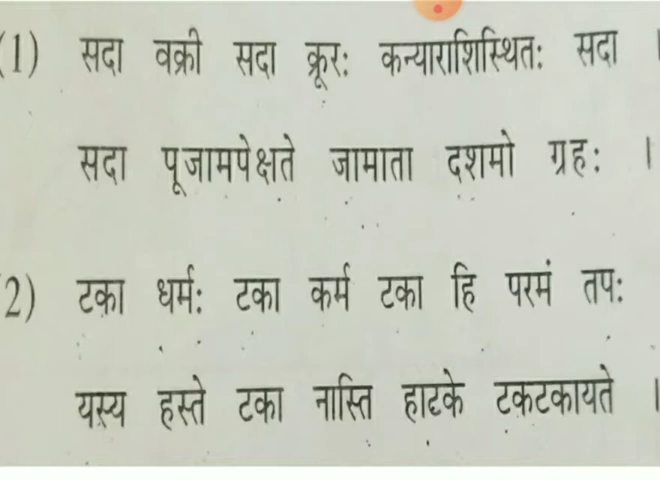 (1) सदा वक्री सदा क्रूरः कन्याराशिस्थितः सदा ।
सदा पूजामपेक्षते जामाता दशमो ग्रहः ।
2) टका धर्मः टका कर्म टका हि परमं तपः
यस्य हस्ते टका नास्ति हाटके टकटकायते ।